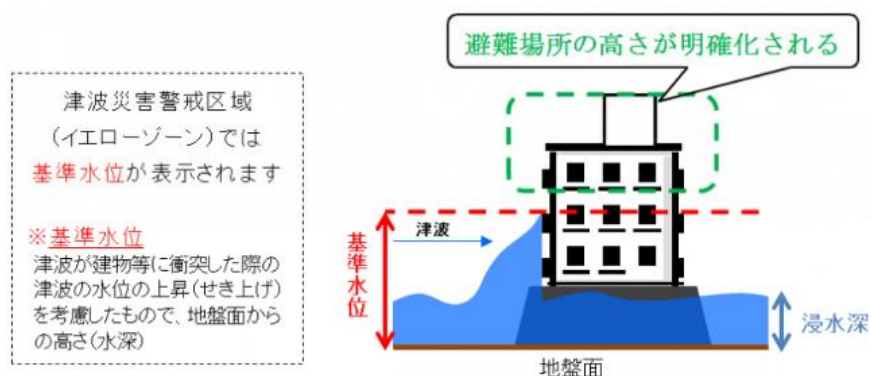 避難場所の高さが明確化される
津波災害警戒区域
(イエローゾーン)では
基準水位が表示されます
※基準水位
津波が建物等に衝突した際の
津波の水位の上昇(せき上げ)
を考慮したもので、地盤面から
の高さ(水深)
基準水位
津波
浸水深
地盤面